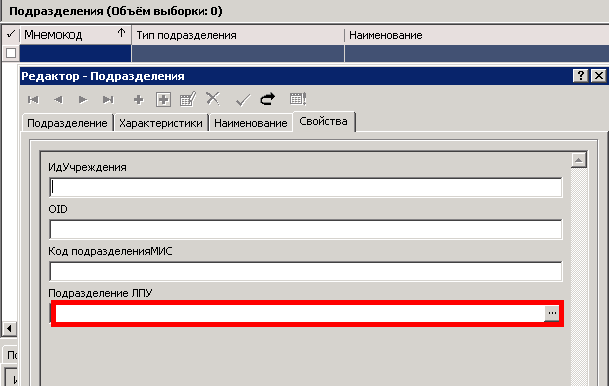 Подразделения (Объём выборки: 0)
Мнемокод Тип подразделения Наименование
Редактор - Подразделения
Подразделение Характеристики Наименование Свойства
ИдУчреждения
OID
Код подразделенияМИС
Подразделение ЛПУ
...
По